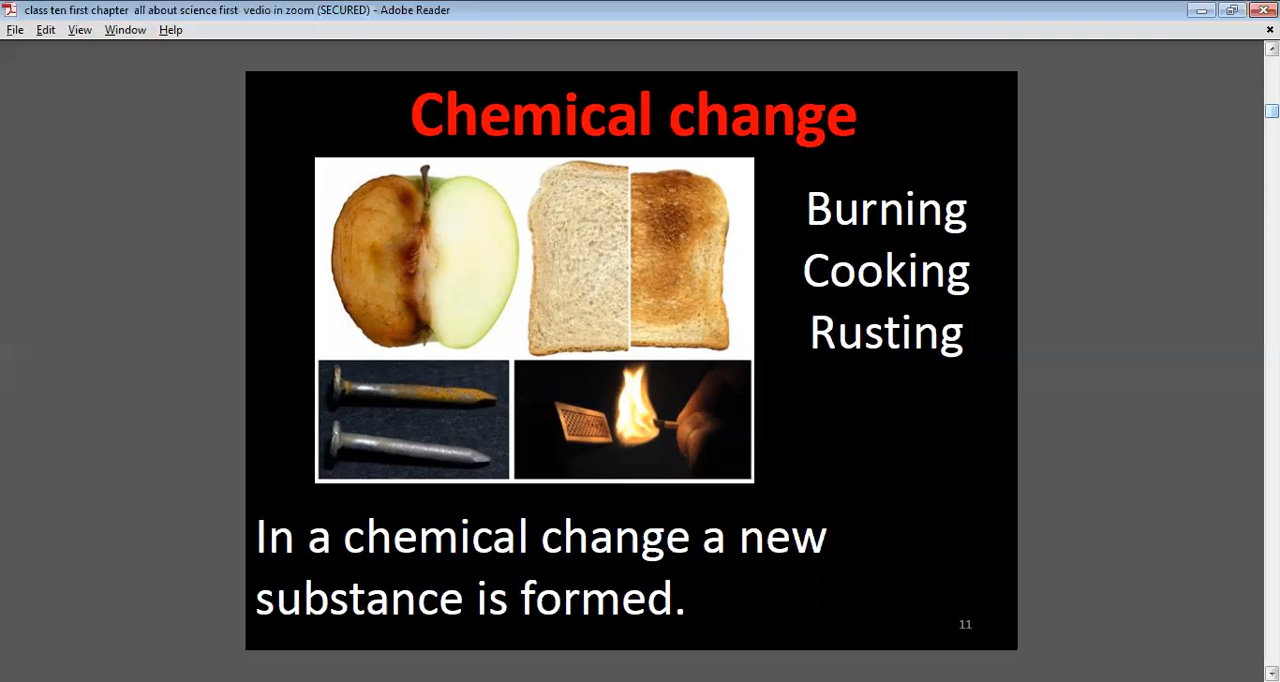 class ten first chapter  all about science first  vedio in zoom (SECURED) - Adobe Reader
File Edit View Window Help
Chemical change
Burning
Cooking
Rusting
In a chemical change a new
substance is formed.
11